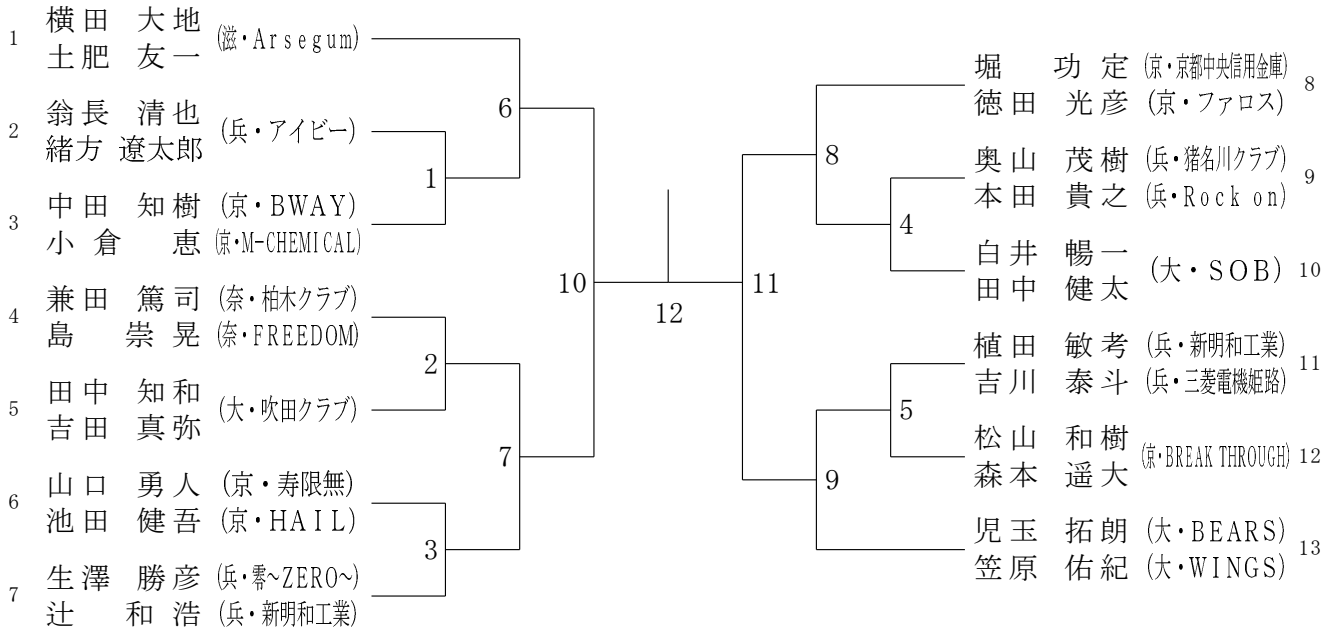 1 横田 大地 (滋・Arsegum)
土肥 友一
2 翁長 清也 (兵・アイビー)
緒方 遼太郎
3 中田 知樹 (京・BWAY)
小倉 恵 (京・M-CHEMICAL)
4 兼田 篤司 (奈・柏木クラブ)
島 崇晃 (奈・FREEDOM)
5 田中 知和 (大・吹田クラブ)
吉田 真弥
6 山口 勇人 (京・寿限無)
池田 健吾 (京・HAIL)
7 生澤 勝彦 (兵・零~ZERO~)
辻 和浩 (兵・新明和工業)
6
1
2
7
3
10
12
11
8
4
5
9
堀 功定 (京・京都中央信用金庫) 8
徳田 光彦 (京・ファロス)
奥山 茂樹 (兵・猪名川クラブ) 9
本田 貴之 (兵・Rock on)
白井 暢一 (大・SOB) 10
田中 健太
植田 敏考 (兵・新明和工業) 11
吉川 泰斗 (兵・三菱電機姫路)
松山 和樹 (京・BREAK THROUGH) 12
森本 遥大
児玉 拓朗 (大・BEARS) 13
笠原 佑紀 (大・WINGS)